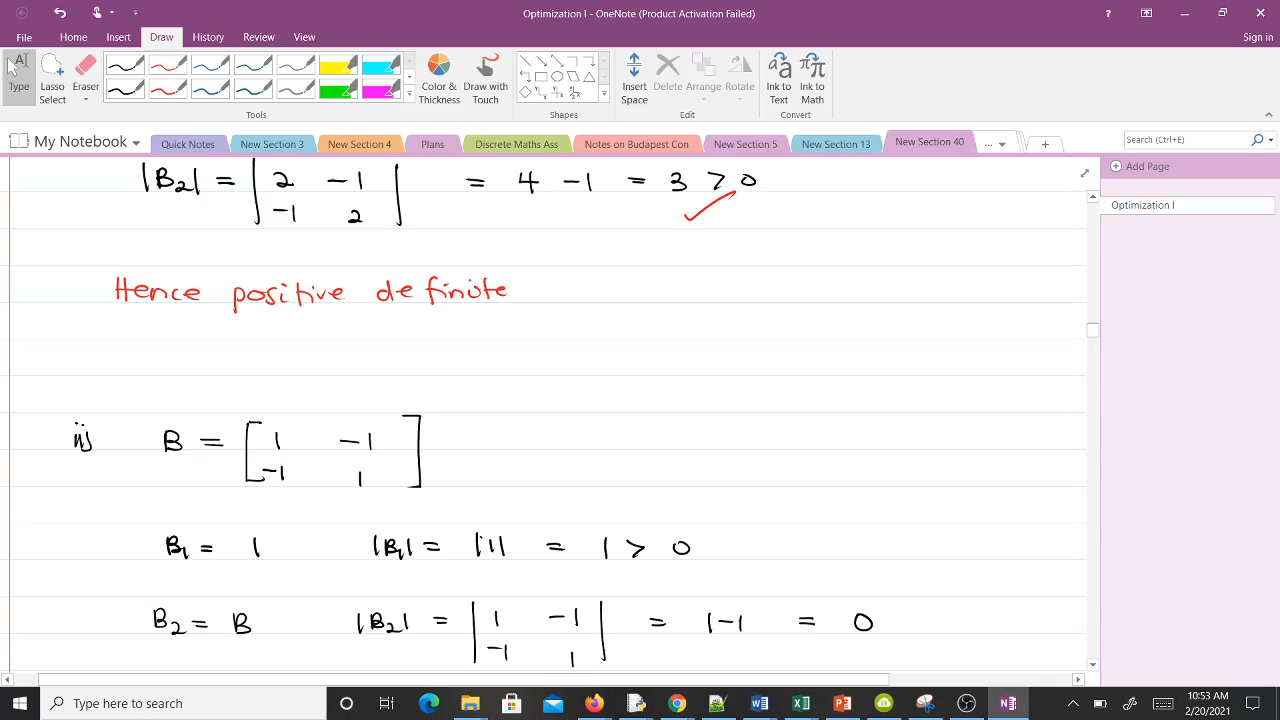 Optimization I - OneNote (Product Activation Failed)
File Home Insert Draw History Review View Sign in
Type Lasso Select Eraser Color & Thickness Draw with Touch Insert Space Delete Arrange Rotate Ink to Text Ink to Math
Tools Shapes Edit Convert
My Notebook Quick Notes New Section 3 New Section 4 Plans Discrete Maths Ass Notes on Budapest Con New Section 5 New Section 13 New Section 40 ... + Search (Ctrl+E)
Add Page
Optimization I
|B2| = | 2 -1 | = 4 - 1 = 3 > 0
-1 2
Hence positive definite
ii) B = [ 1 -1 ]
-1 1
B1 = 1 |B1| = |1| = 1 > 0
B2 = B |B2| = | 1 -1 | = 1-1 = 0
-1 1
Type here to search
10:53 AM
2/20/2021